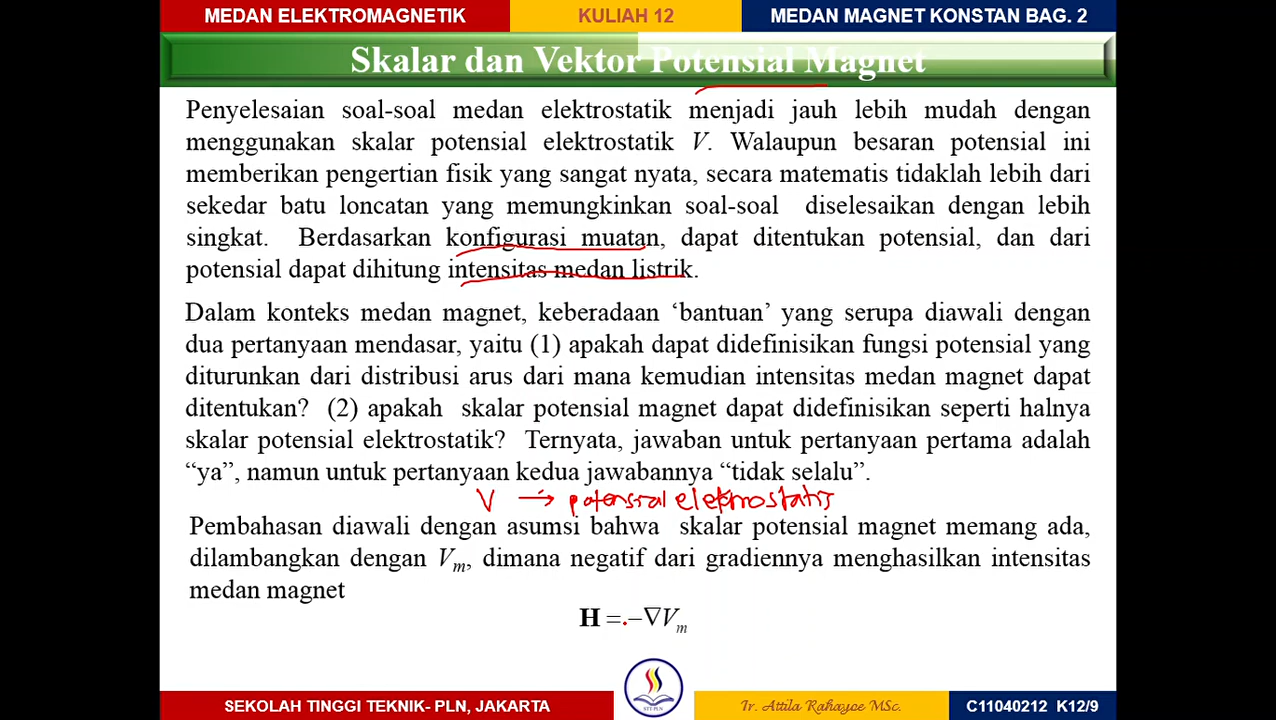 MEDAN ELEKTROMAGNETIK
KULIAH 12
MEDAN MAGNET KONSTAN BAG. 2
Skalar dan Vektor Potensial Magnet
Penyelesaian soal-soal medan elektrostatik menjadi jauh lebih mudah dengan
menggunakan skalar potensial elektrostatik V. Walaupun besaran potensial ini
memberikan pengertian fisik yang sangat nyata, secara matematis tidaklah lebih dari
sekedar batu loncatan yang memungkinkan soal-soal diselesaikan dengan lebih
singkat. Berdasarkan konfigurasi muatan, dapat ditentukan potensial, dan dari
potensial dapat dihitung intensitas medan listrik.
Dalam konteks medan magnet, keberadaan ‘bantuan’ yang serupa diawali dengan
dua pertanyaan mendasar, yaitu (1) apakah dapat didefinisikan fungsi potensial yang
diturunkan dari distribusi arus dari mana kemudian intensitas medan magnet dapat
ditentukan? (2) apakah skalar potensial magnet dapat didefinisikan seperti halnya
skalar potensial elektrostatik? Ternyata, jawaban untuk pertanyaan pertama adalah
“ya”, namun untuk pertanyaan kedua jawabannya “tidak selalu”.
V → potensial elektrostatis
Pembahasan diawali dengan asumsi bahwa skalar potensial magnet memang ada,
dilambangkan dengan Vm, dimana negatif dari gradiennya menghasilkan intensitas
medan magnet
H = −∇Vm
STT PLN
SEKOLAH TINGGI TEKNIK- PLN, JAKARTA
Ir. Attila Rahayoe MSc.
C11040212 K12/9